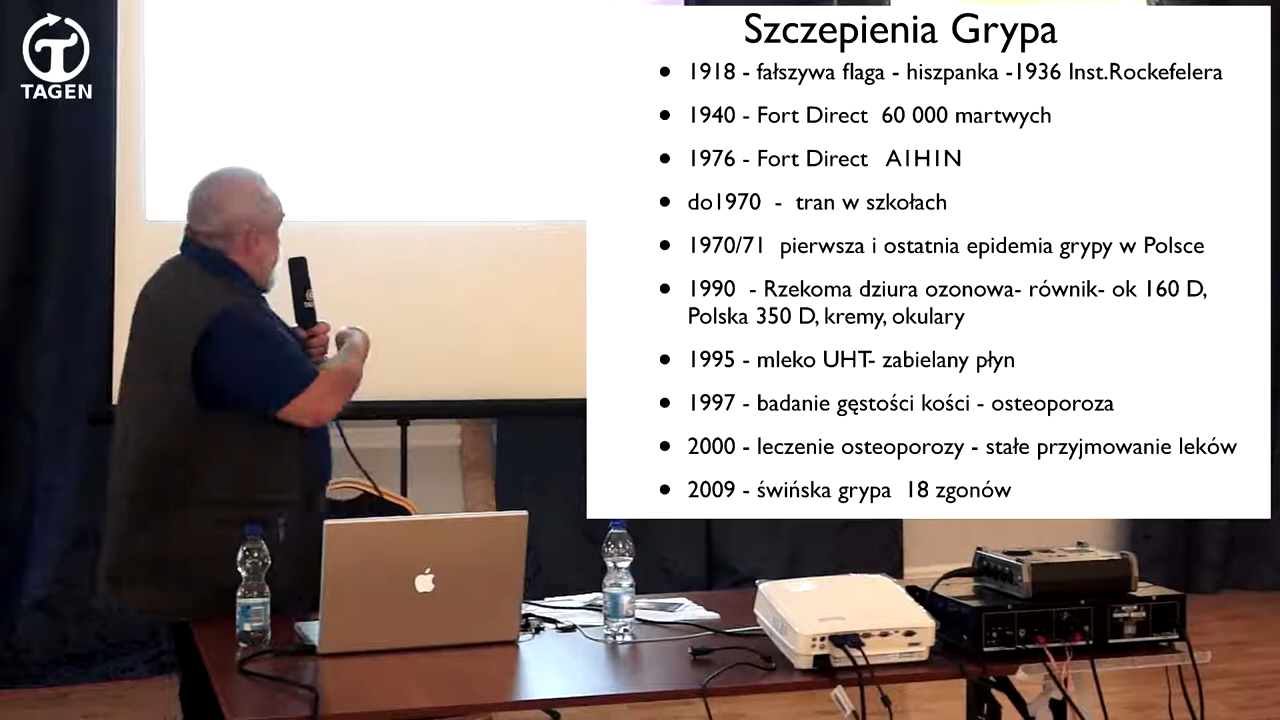 TAGEN
Szczepienia Grypa
• 1918 - fałszywa flaga - hiszpanka -1936 Inst.Rockefelera
• 1940 - Fort Direct 60 000 martwych
• 1976 - Fort Direct A1H1N
• do1970 - tran w szkołach
• 1970/71 pierwsza i ostatnia epidemia grypy w Polsce
• 1990 - Rzekoma dziura ozonowa- równik- ok 160 D,
Polska 350 D, kremy, okulary
• 1995 - mleko UHT- zabielany płyn
• 1997 - badanie gęstości kości - osteoporoza
• 2000 - leczenie osteoporozy - stałe przyjmowanie leków
• 2009 - świńska grypa 18 zgonów